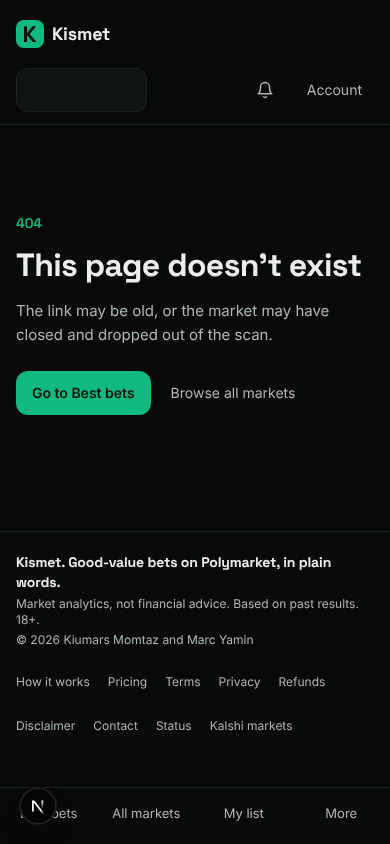 K Kismet
Account
404
This page doesn't exist
The link may be old, or the market may have
closed and dropped out of the scan.
Go to Best bets
Browse all markets
Kismet. Good-value bets on Polymarket, in plain
words.
Market analytics, not financial advice. Based on past results.
18+.
© 2026 Kiumars Momtaz and Marc Yamin
How it works Pricing Terms Privacy Refunds
Disclaimer Contact Status Kalshi markets
N bets All markets My list More